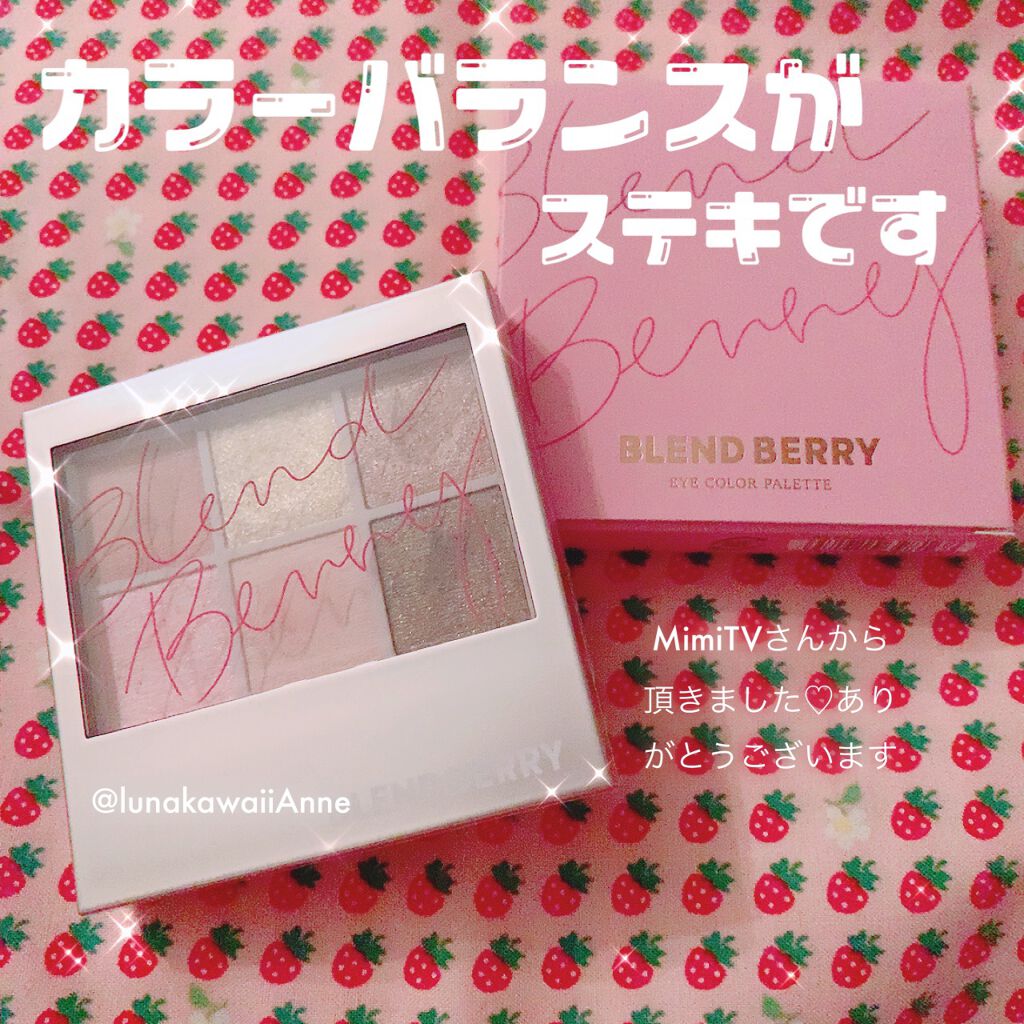 カラーバランスが
ステキです
Blend
Berry
BLEND BERRY
EYE COLOR PALETTE
Blend
Berry
MimiTVさんから
頂きました♡あり
がとうございます
BLEND BERRY
@lunakawaiiAnne